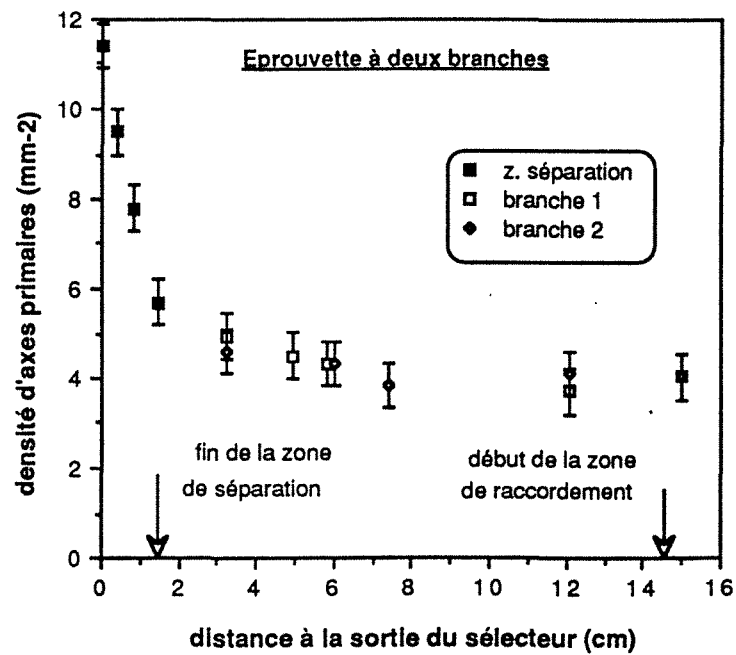 Eprouvette à deux branches
z. séparation
branche 1
branche 2
densité d'axes primaires (mm-2)
12
10
8
6
4
2
0
fin de la zone
de séparation
début de la zone
de raccordement
0 2 4 6 8 10 12 14 16
distance à la sortie du sélecteur (cm)